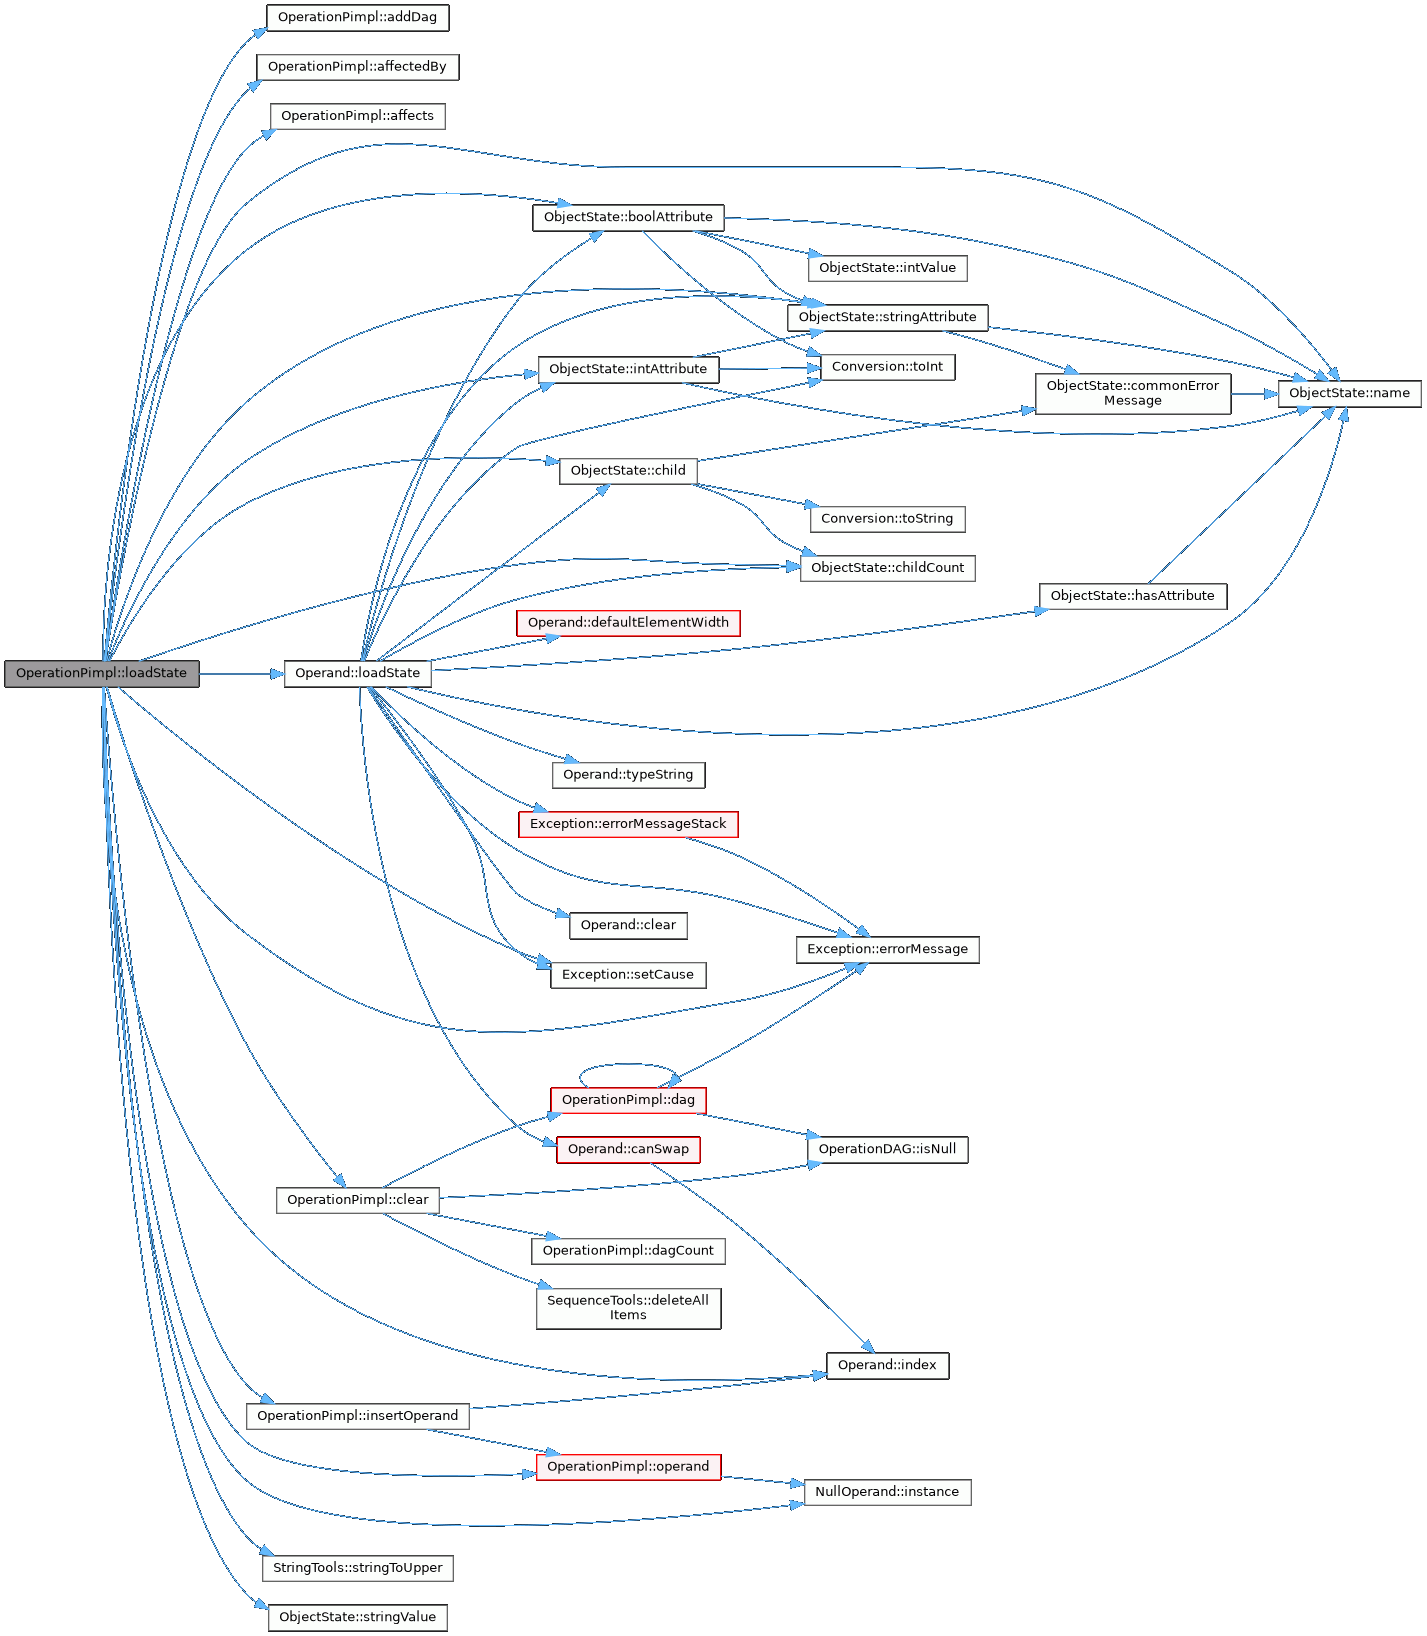 OperationPimpl::addDag
OperationPimpl::affectedBy
OperationPimpl::affects
ObjectState::boolAttribute
ObjectState::intValue
ObjectState::stringAttribute
Conversion::toInt
ObjectState::intAttribute
ObjectState::commonError
Message
ObjectState::name
ObjectState::child
Conversion::toString
ObjectState::childCount
ObjectState::hasAttribute
Operand::defaultElementWidth
OperationPimpl::loadState
Operand::loadState
Operand::typeString
Exception::errorMessageStack
Operand::clear
Exception::errorMessage
Exception::setCause
OperationPimpl::dag
Operand::canSwap
OperationDAG::isNull
OperationPimpl::clear
OperationPimpl::dagCount
SequenceTools::deleteAll
Items
Operand::index
OperationPimpl::insertOperand
OperationPimpl::operand
NullOperand::instance
StringTools::stringToUpper
ObjectState::stringValue